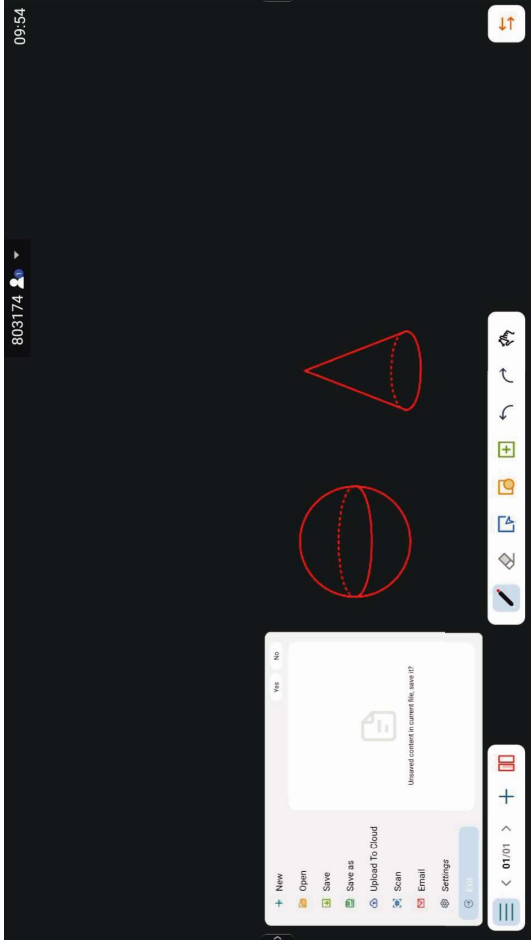 803174 1
09:54
New
Open
Save
Save as
Upload To Cloud
Scan
Email
Settings
Exit
Yes No
Unsaved content in current file, save it?
01/01